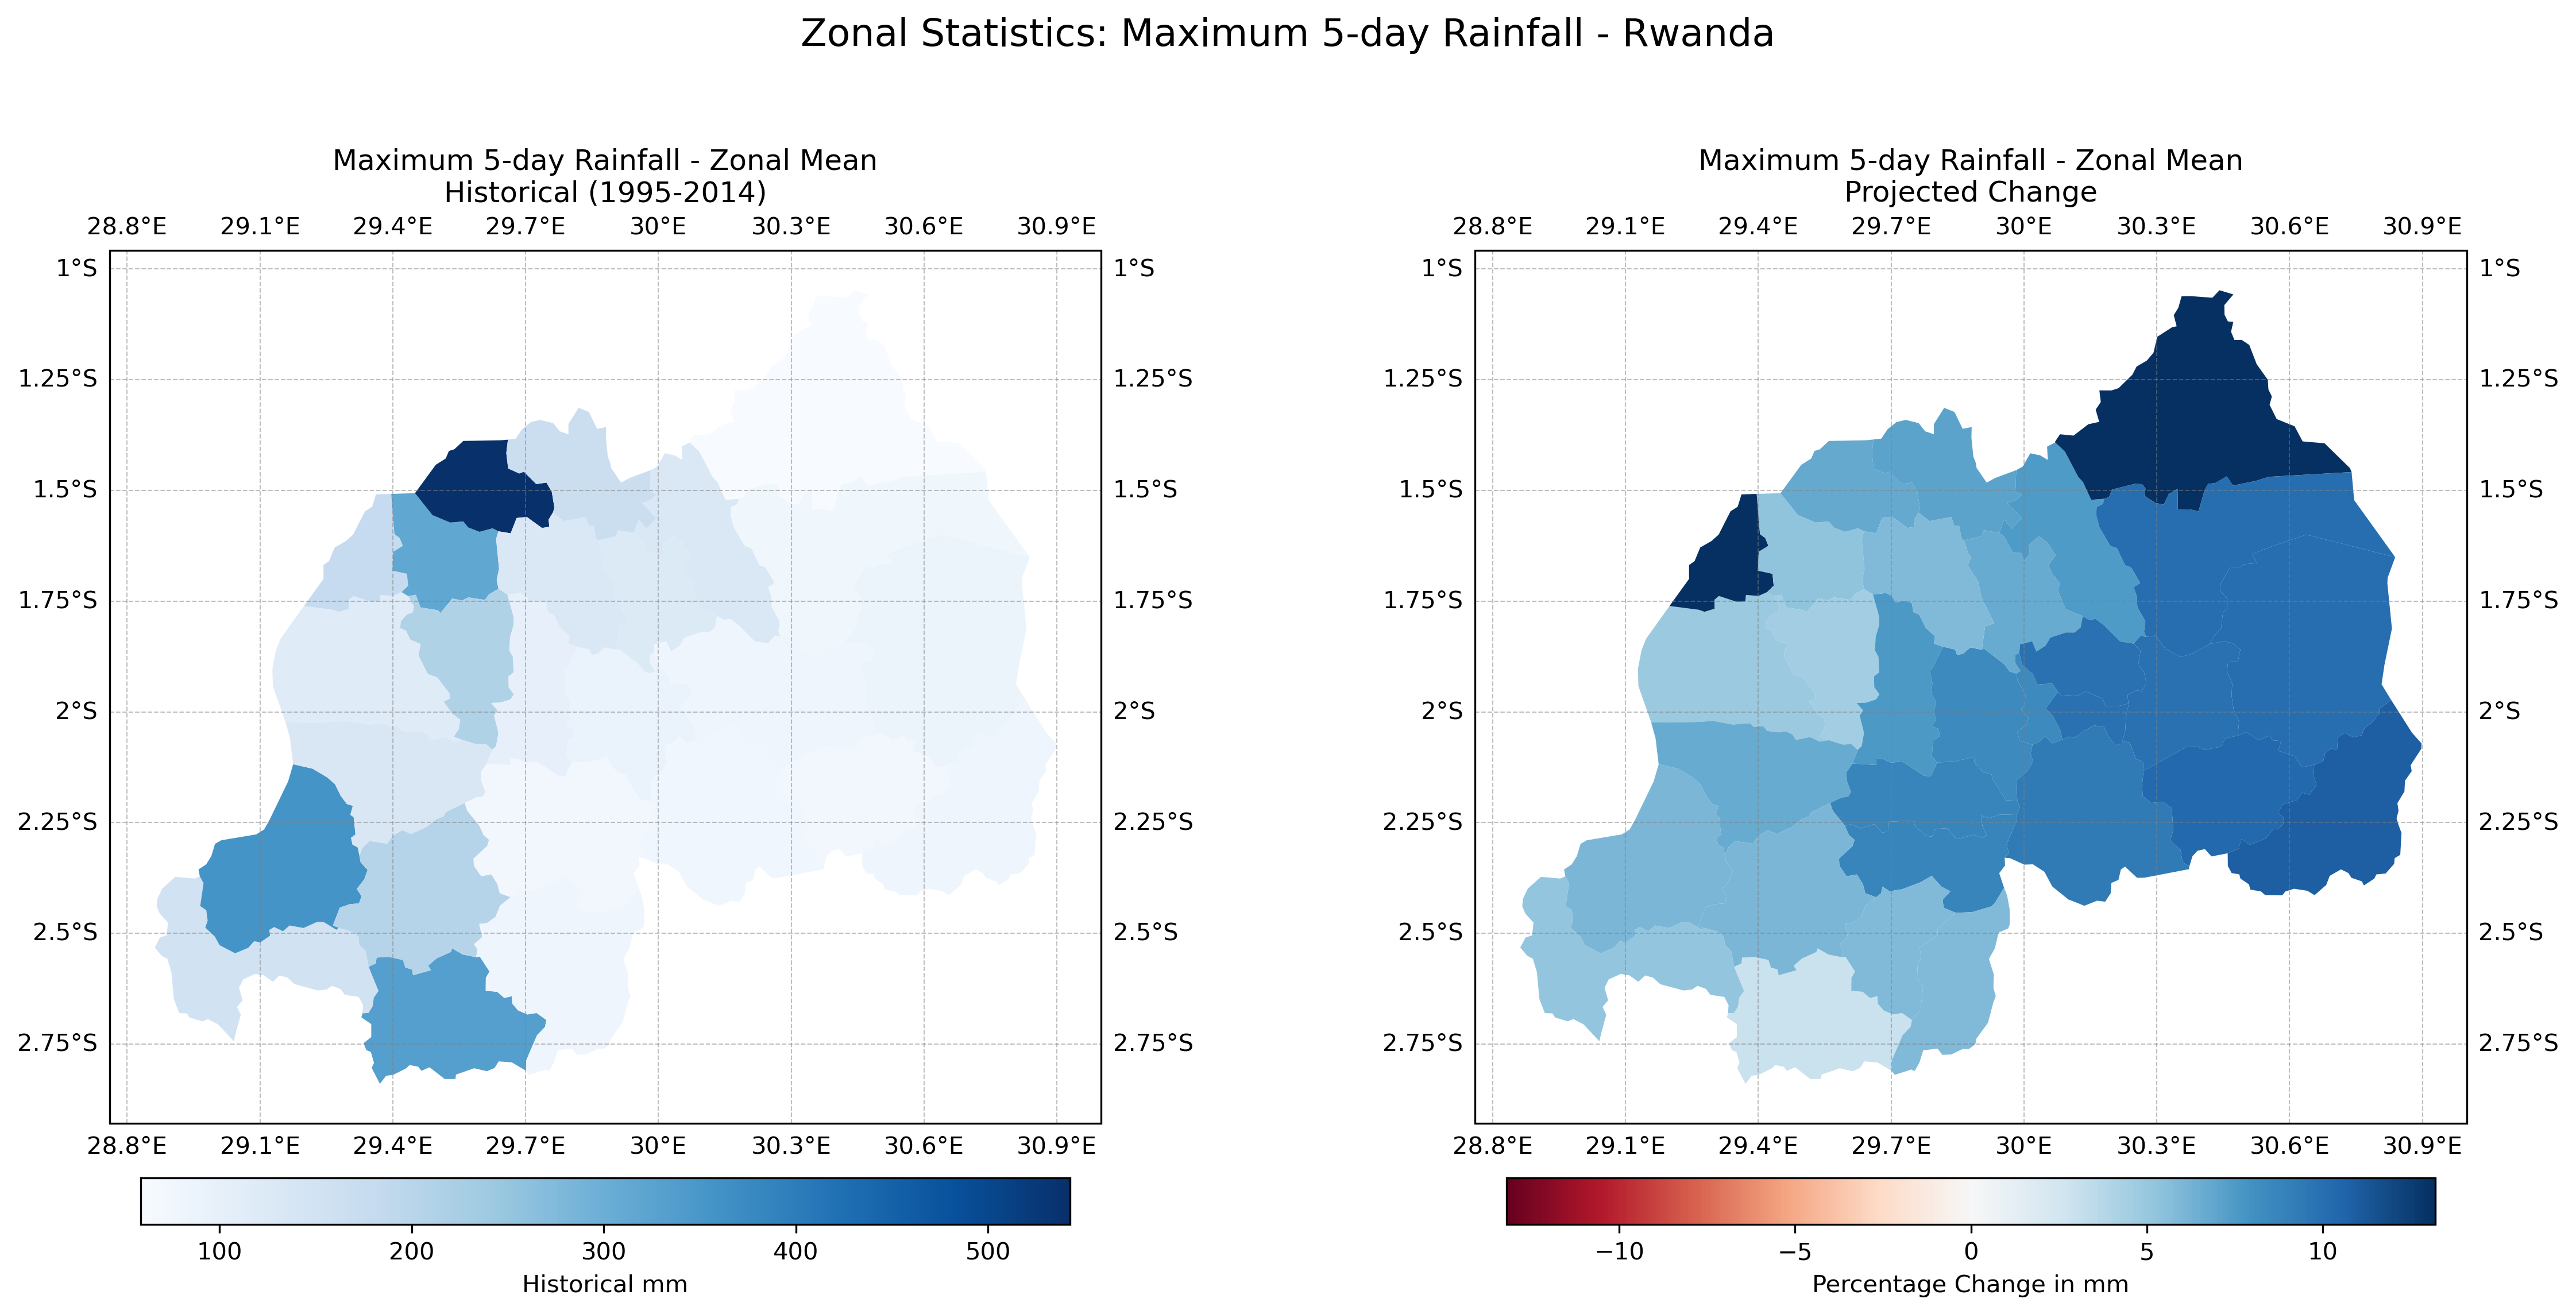 Zonal Statistics: Maximum 5-day Rainfall - Rwanda
Maximum 5-day Rainfall - Zonal Mean
Historical (1995-2014)
28.8°E 29.1°E 29.4°E 29.7°E 30°E 30.3°E 30.6°E 30.9°E
1°S 1°S
1.25°S 1.25°S
1.5°S 1.5°S
1.75°S 1.75°S
2°S 2°S
2.25°S 2.25°S
2.5°S 2.5°S
2.75°S 2.75°S
28.8°E 29.1°E 29.4°E 29.7°E 30°E 30.3°E 30.6°E 30.9°E
100 200 300 400 500
Historical mm
Maximum 5-day Rainfall - Zonal Mean
Projected Change
28.8°E 29.1°E 29.4°E 29.7°E 30°E 30.3°E 30.6°E 30.9°E
1°S 1°S
1.25°S 1.25°S
1.5°S 1.5°S
1.75°S 1.75°S
2°S 2°S
2.25°S 2.25°S
2.5°S 2.5°S
2.75°S 2.75°S
28.8°E 29.1°E 29.4°E 29.7°E 30°E 30.3°E 30.6°E 30.9°E
−10 −5 0 5 10
Percentage Change in mm